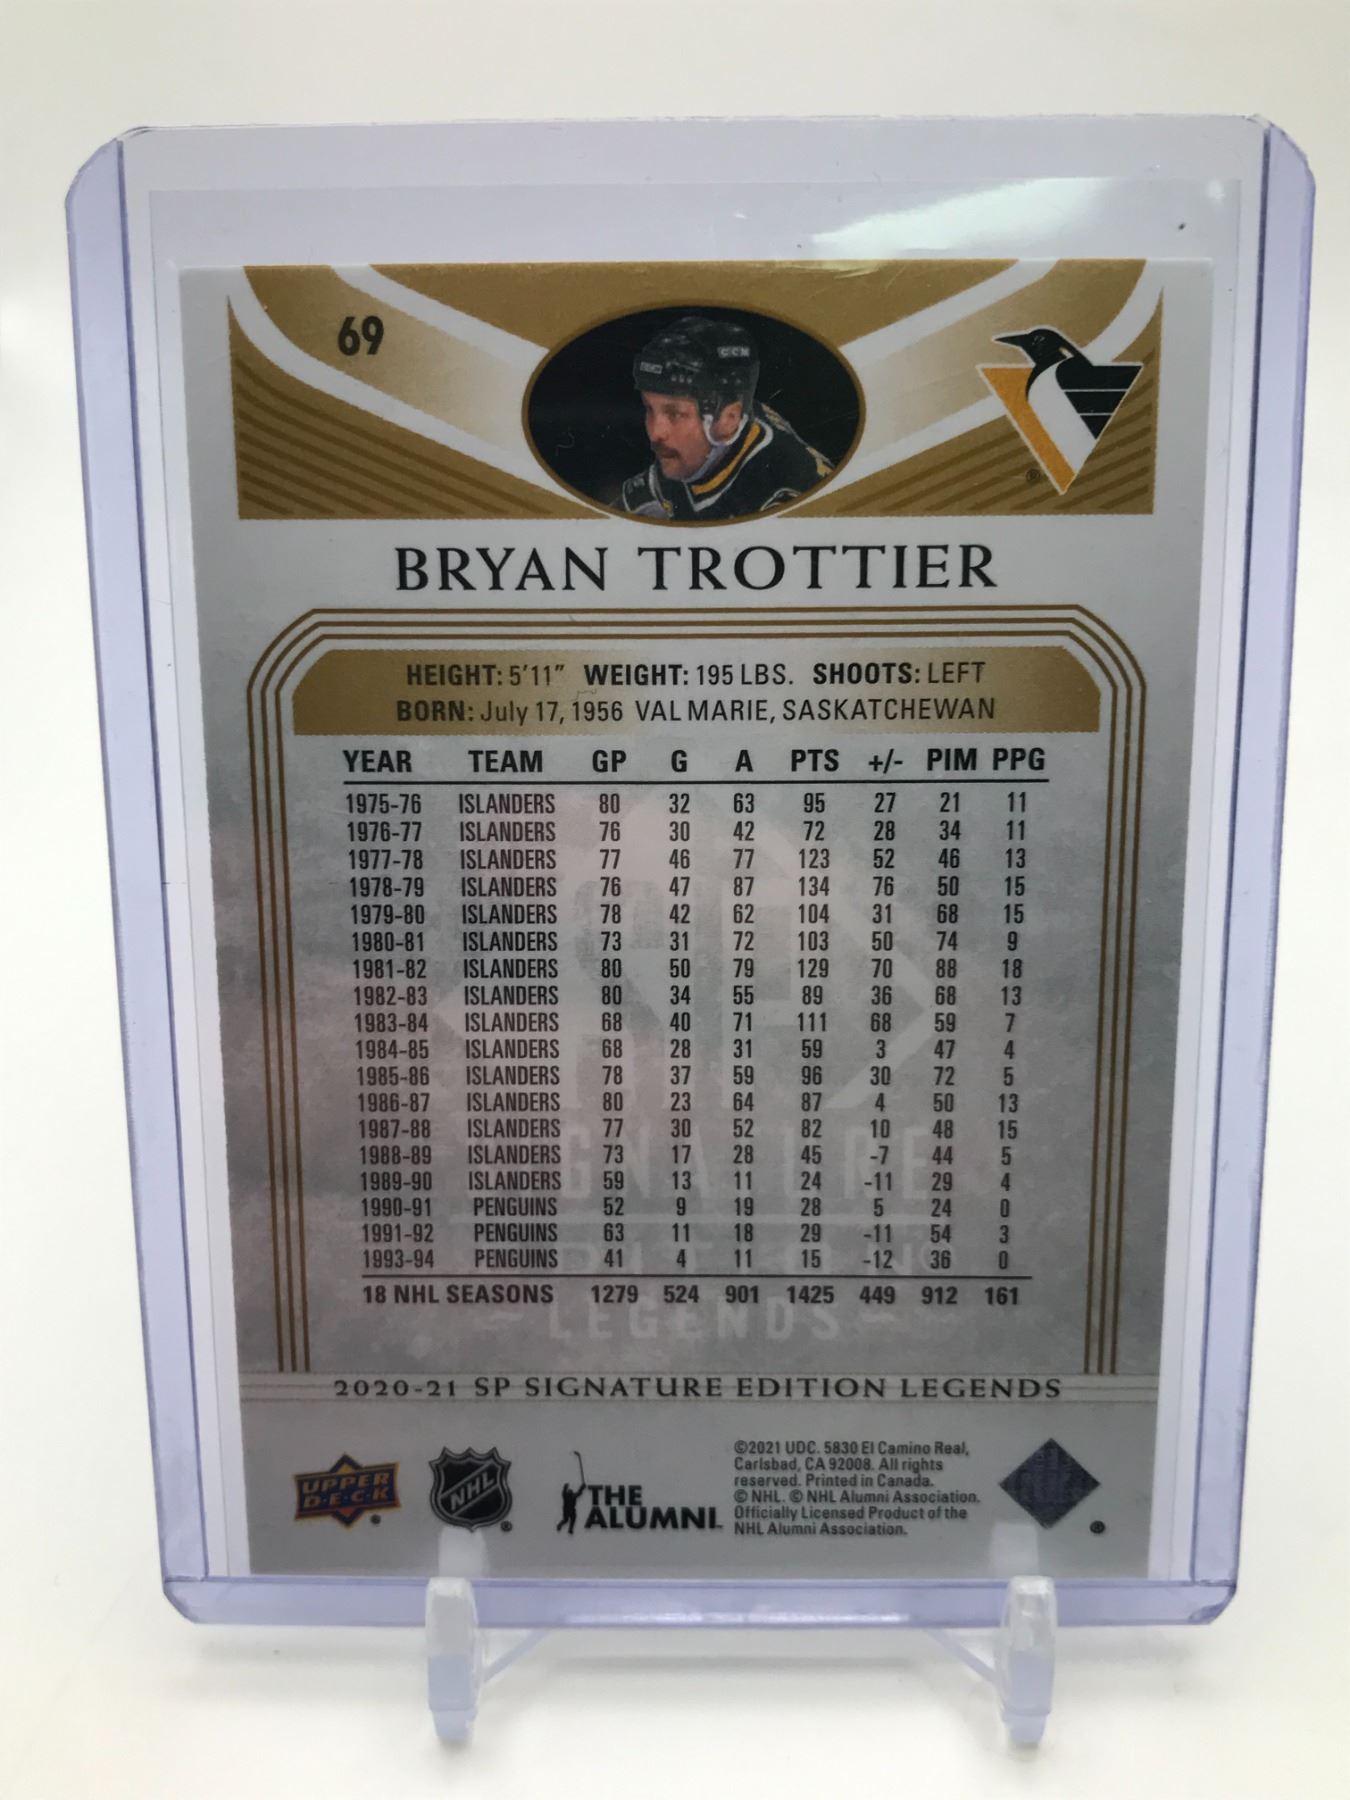 69
CCM
BRYAN TROTTIER
HEIGHT: 5'11" WEIGHT: 195 LBS. SHOOTS: LEFT
BORN: July 17, 1956 VAL MARIE, SASKATCHEWAN
YEAR TEAM GP G A PTS +/- PIM PPG
1975-76 ISLANDERS 80 32 63 95 27 21 11
1976-77 ISLANDERS 76 30 42 72 28 34 11
1977-78 ISLANDERS 77 46 77 123 52 46 13
1978-79 ISLANDERS 76 47 87 134 76 50 15
1979-80 ISLANDERS 78 42 62 104 31 68 15
1980-81 ISLANDERS 73 31 72 103 50 74 9
1981-82 ISLANDERS 80 50 79 129 70 88 18
1982-83 ISLANDERS 80 34 55 89 36 68 13
1983-84 ISLANDERS 68 40 71 111 68 59 7
1984-85 ISLANDERS 68 28 31 59 3 47 4
1985-86 ISLANDERS 78 37 59 96 30 72 5
1986-87 ISLANDERS 80 23 64 87 4 50 13
1987-88 ISLANDERS 77 30 52 82 10 48 15
1988-89 ISLANDERS 73 17 28 45 -7 44 5
1989-90 ISLANDERS 59 13 11 24 -11 29 4
1990-91 PENGUINS 52 9 19 28 5 24 0
1991-92 PENGUINS 63 11 18 29 -11 54 3
1993-94 PENGUINS 41 4 11 15 -12 36 0
18 NHL SEASONS 1279 524 901 1425 449 912 161
LEGENDS
2020-21 SP SIGNATURE EDITION LEGENDS
UPPER
D·E·C·K
NHL
THE
ALUMNI
©2021 UDC. 5830 El Camino Real,
Carlsbad, CA 92008. All rights
reserved. Printed in Canada.
© NHL. © NHL Alumni Association.
Officially Licensed Product of the
NHL Alumni Association.